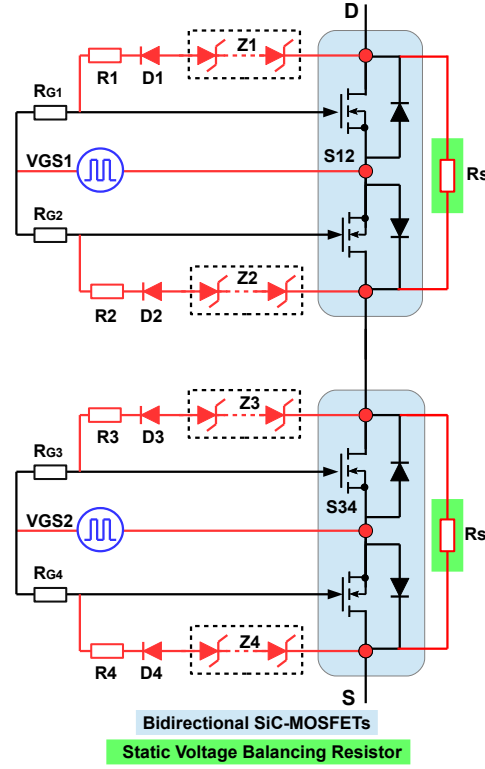 D
Z1
R1 D1
RG1
S12
VGS1
Rs
RG2
Z2
R2 D2
Z3
R3 D3
RG3
S34
VGS2
Rs
RG4
Z4
R4 D4
S
Bidirectional SiC-MOSFETs
Static Voltage Balancing Resistor